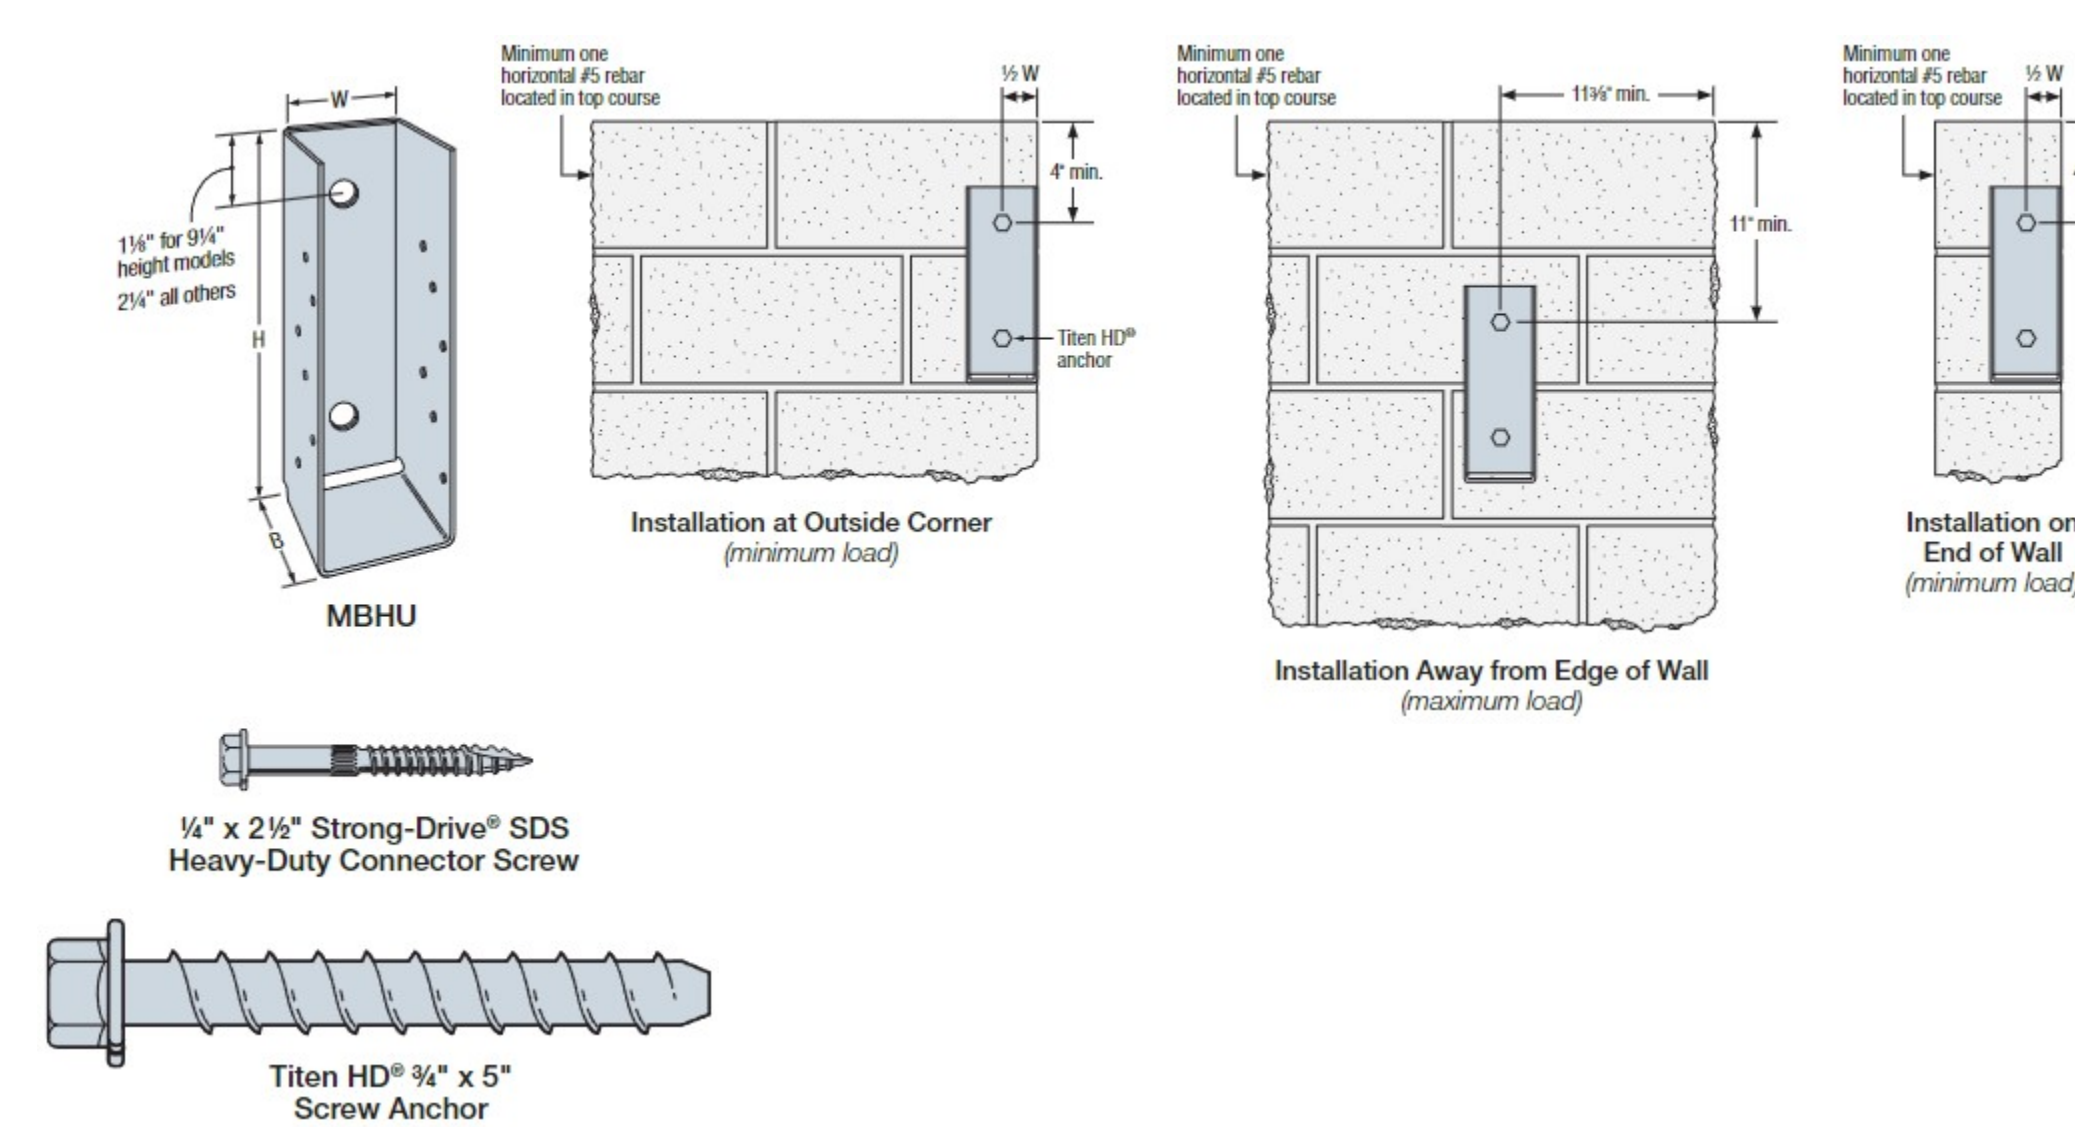 W
1⅛" for 9¼"
height models
2¼" all others
H
B
MBHU
Minimum one
horizontal #5 rebar
located in top course
½ W
4" min.
Titen HD®
anchor
Installation at Outside Corner
(minimum load)
Minimum one
horizontal #5 rebar
located in top course
11⅜" min.
11" min.
Installation Away from Edge of Wall
(maximum load)
Minimum one
horizontal #5 rebar
located in top course
½ W
Installation on
End of Wall
(minimum load)
¼" x 2½" Strong-Drive® SDS
Heavy-Duty Connector Screw
Titen HD® ¾" x 5"
Screw Anchor